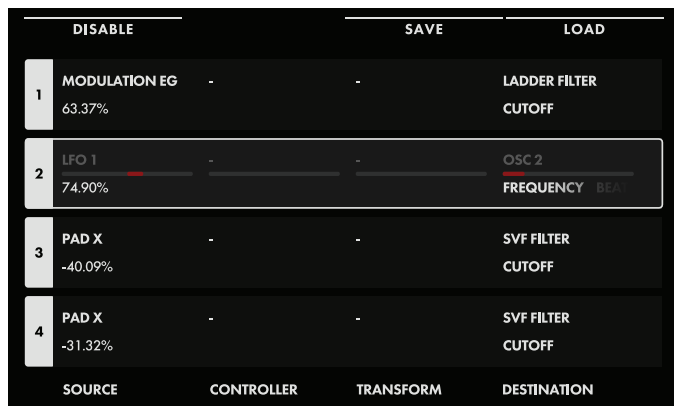 DISABLE SAVE LOAD
1 MODULATION EG - - LADDER FILTER
63.37% CUTOFF
2 LFO 1 - - OSC 2
74.90% FREQUENCY BEAT
3 PAD X - - SVF FILTER
-40.09% CUTOFF
4 PAD X - - SVF FILTER
-31.32% CUTOFF
SOURCE CONTROLLER TRANSFORM DESTINATION